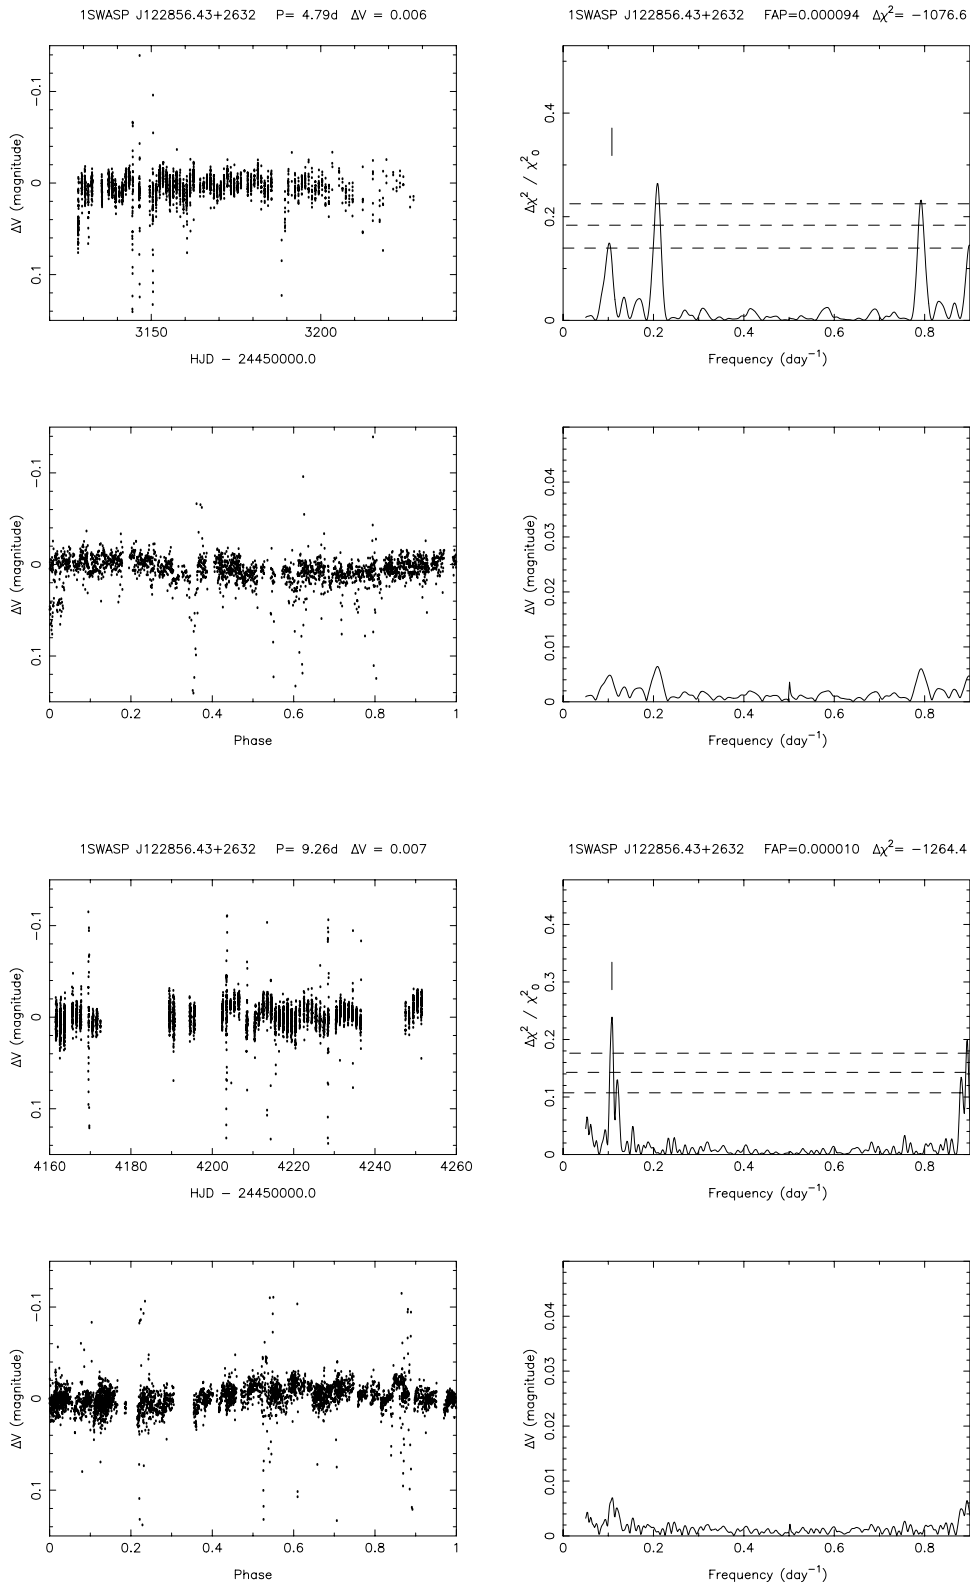 1SWASP J122856.43+2632 P= 4.79d ΔV = 0.006
1SWASP J122856.43+2632 FAP=0.000094 Δχ²= −1076.6
ΔV (magnitude)
−0.1
0
0.1
3150 3200
HJD − 24450000.0
Δχ² / χ²₀
0.4
0.2
0
0 0.2 0.4 0.6 0.8
Frequency (day⁻¹)
ΔV (magnitude)
−0.1
0
0.1
0 0.2 0.4 0.6 0.8 1
Phase
ΔV (magnitude)
0.04
0.03
0.02
0.01
0
0 0.2 0.4 0.6 0.8
Frequency (day⁻¹)
1SWASP J122856.43+2632 P= 9.26d ΔV = 0.007
1SWASP J122856.43+2632 FAP=0.000010 Δχ²= −1264.4
ΔV (magnitude)
−0.1
0
0.1
4160 4180 4200 4220 4240 4260
HJD − 24450000.0
Δχ² / χ²₀
0.4
0.3
0.2
0.1
0
0 0.2 0.4 0.6 0.8
Frequency (day⁻¹)
ΔV (magnitude)
−0.1
0
0.1
0 0.2 0.4 0.6 0.8 1
Phase
ΔV (magnitude)
0.04
0.03
0.02
0.01
0
0 0.2 0.4 0.6 0.8
Frequency (day⁻¹)